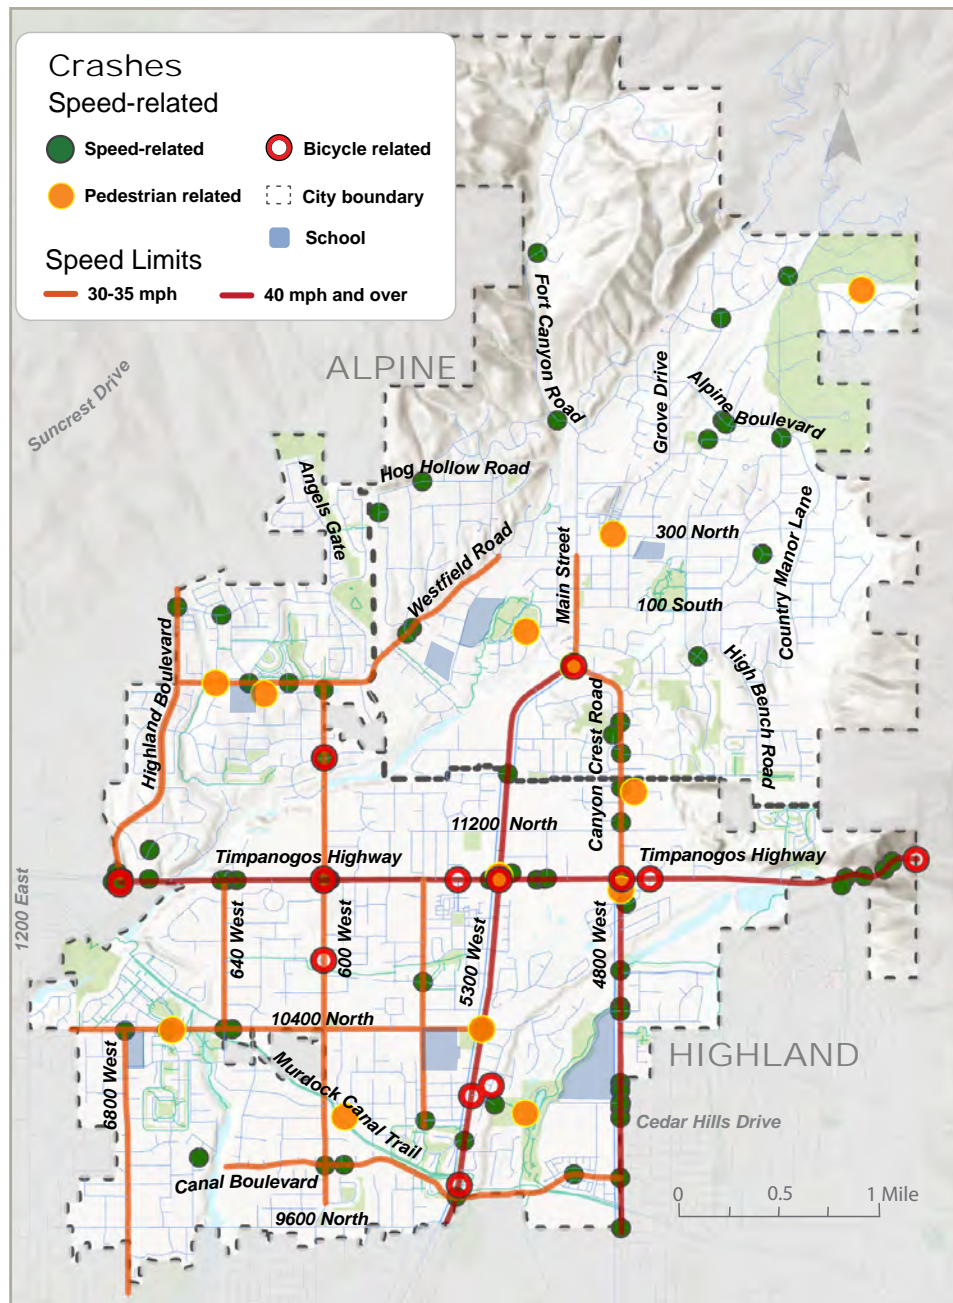 Crashes
Speed-related
Speed-related
Bicycle related
Pedestrian related
City boundary
School
Speed Limits
30-35 mph
40 mph and over
N
ALPINE
Suncrest Drive
Fort Canyon Road
Grove Drive
Alpine Boulevard
Hog Hollow Road
Angels Gate
Westfield Road
Main Street
300 North
100 South
Country Manor Lane
High Bench Road
Highland Boulevard
Canyon Crest Road
11200 North
Timpanogos Highway
Timpanogos Highway
1200 East
640 West
600 West
5300 West
4800 West
10400 North
HIGHLAND
6800 West
Murdock Canal Trail
Cedar Hills Drive
Canal Boulevard
9600 North
0
0.5
1 Mile